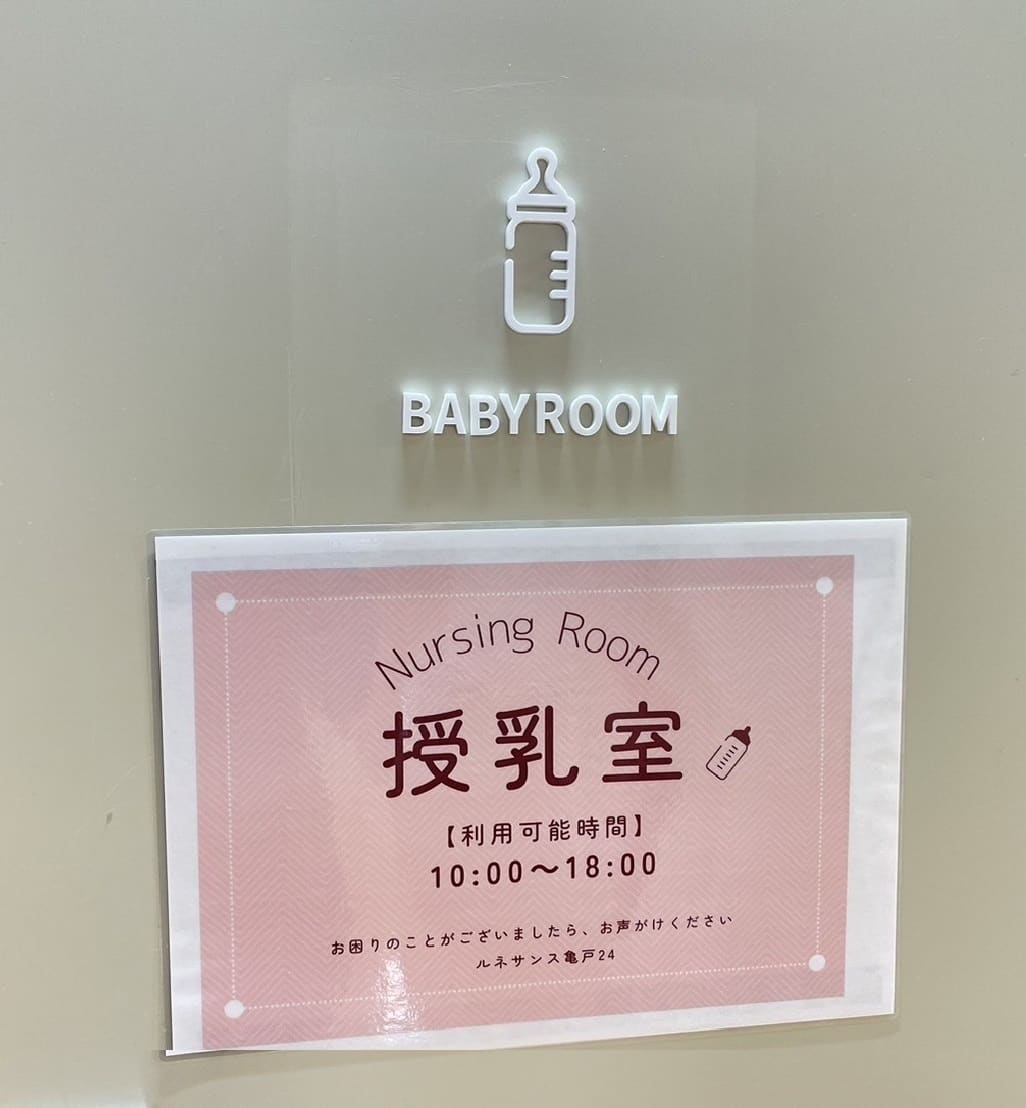 BABY ROOM
Nursing Room
授乳室
【利用可能時間】
10:00〜18:00
お困りのことがございましたら、お声がけください
ルネサンス亀戸24